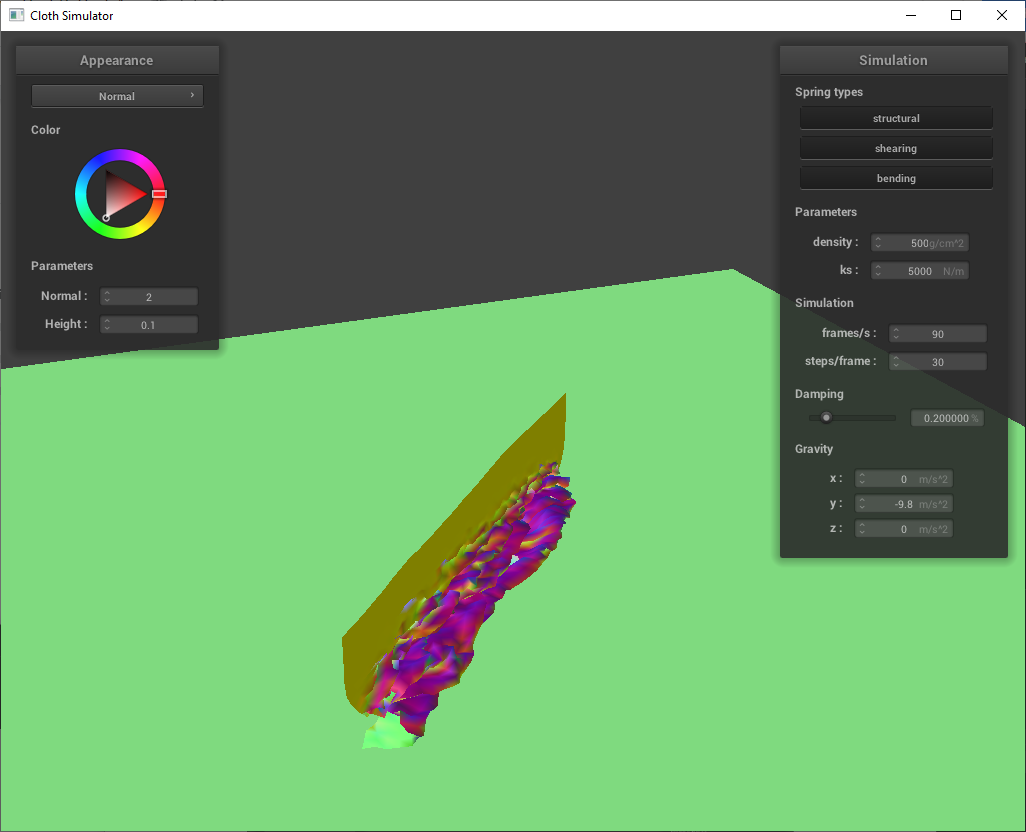 Cloth Simulator
Appearance
Normal
Color
Parameters
Normal : 2
Height : 0.1
Simulation
Spring types
structural
shearing
bending
Parameters
density : 500 g/cm^2
ks : 5000 N/m
Simulation
frames/s : 90
steps/frame : 30
Damping
0.200000 %
Gravity
x : 0 m/s^2
y : -9.8 m/s^2
z : 0 m/s^2